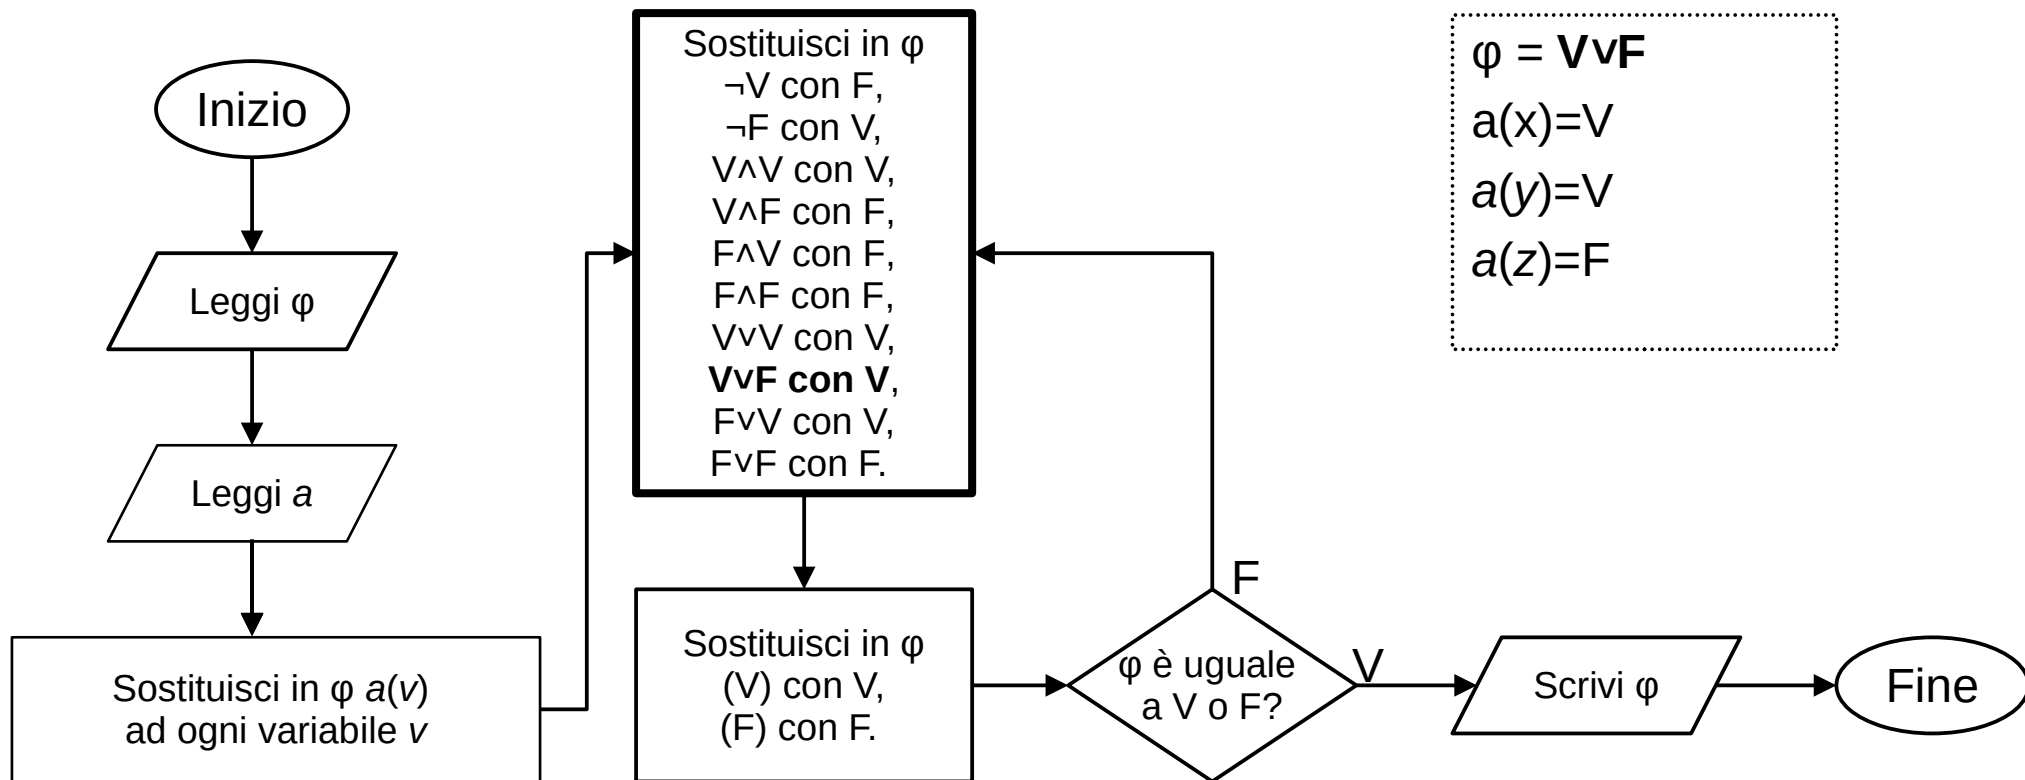 Inizio
Leggi φ
Leggi a
Sostituisci in φ a(v)
ad ogni variabile v
Sostituisci in φ
¬V con F,
¬F con V,
V∧V con V,
V∧F con F,
F∧V con F,
F∧F con F,
V∨V con V,
V∨F con V,
F∨V con V,
F∨F con F.
Sostituisci in φ
(V) con V,
(F) con F.
φ è uguale
a V o F?
F
V
Scrivi φ
Fine
φ = V∨F
a(x)=V
a(y)=V
a(z)=F